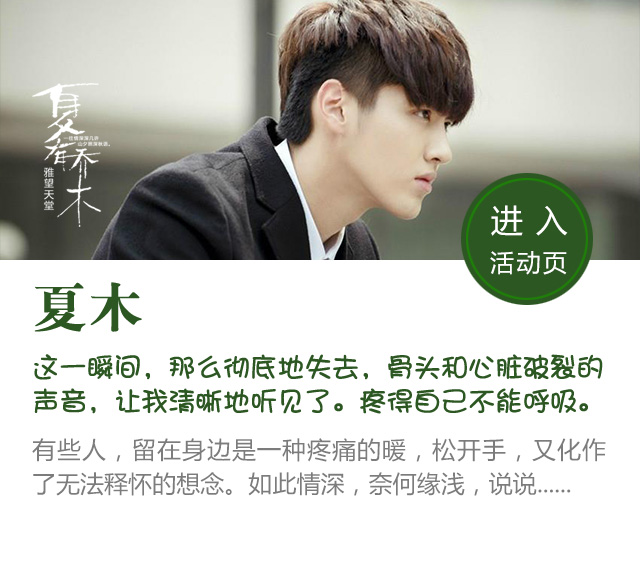 夏有乔木
雅望天堂
进入
活动页
夏木
这一瞬间，那么彻底地失去，骨头和心脏破裂的
声音，让我清晰地听见了。疼得自己不能呼吸。
有些人，留在身边是一种疼痛的暖，松开手，又化作
了无法释怀的想念。如此情深，奈何缘浅，说说......